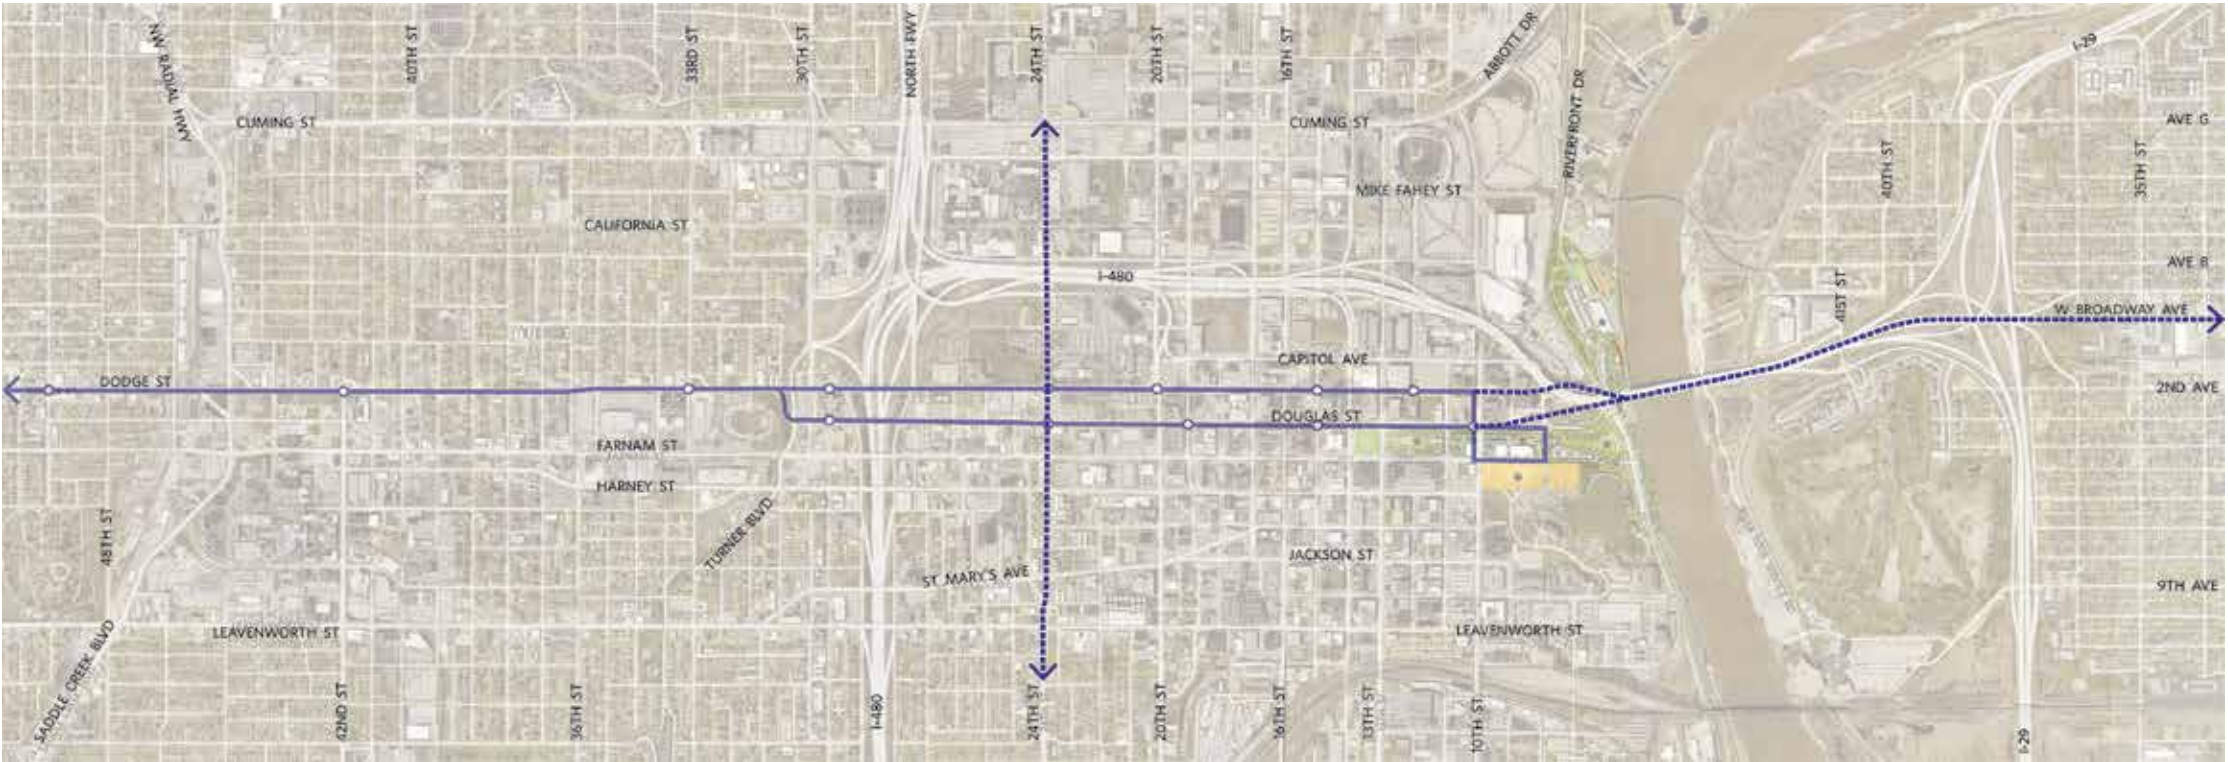 NW RADIAL HWY
40TH ST
33RD ST
30TH ST
NORTH FWY
24TH ST
20TH ST
16TH ST
ABBOTT DR
RIVERFRONT DR
I-29
CUMING ST
CUMING ST
AVE G
40TH ST
35TH ST
MIKE FAHEY ST
CALIFORNIA ST
I-480
AVE B
41ST ST
W BROADWAY AVE
CAPITOL AVE
DODGE ST
2ND AVE
DOUGLAS ST
FARNAM ST
HARNEY ST
48TH ST
TURNER BLVD
JACKSON ST
ST MARY'S AVE
9TH AVE
LEAVENWORTH ST
LEAVENWORTH ST
SADDLE CREEK BLVD
42ND ST
36TH ST
I-480
24TH ST
20TH ST
16TH ST
13TH ST
10TH ST
I-29